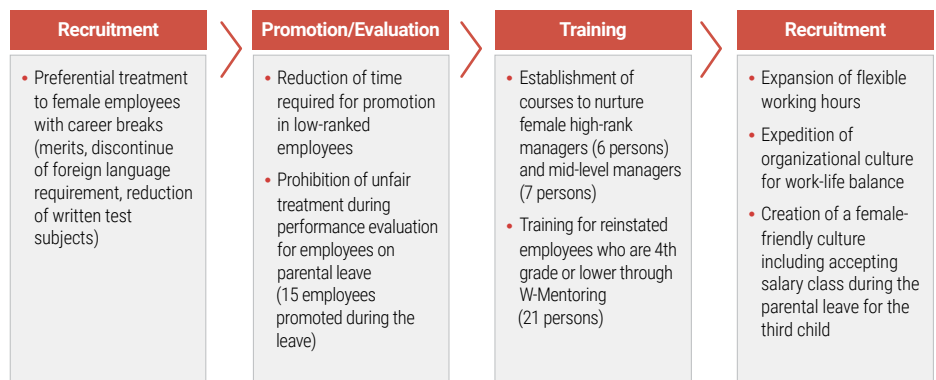 Recruitment
• Preferential treatment
to female employees
with career breaks
(merits, discontinue
of foreign language
requirement, reduction
of written test
subjects)
Promotion/Evaluation
• Reduction of time
required for promotion
in low-ranked
employees
• Prohibition of unfair
treatment during
performance evaluation
for employees on
parental leave
(15 employees
promoted during the
leave)
Training
• Establishment of
courses to nurture
female high-rank
managers (6 persons)
and mid-level managers
(7 persons)
• Training for reinstated
employees who are 4th
grade or lower through
W-Mentoring
(21 persons)
Recruitment
• Expansion of flexible
working hours
• Expedition of
organizational culture
for work-life balance
• Creation of a female-
friendly culture
including accepting
salary class during the
parental leave for the
third child